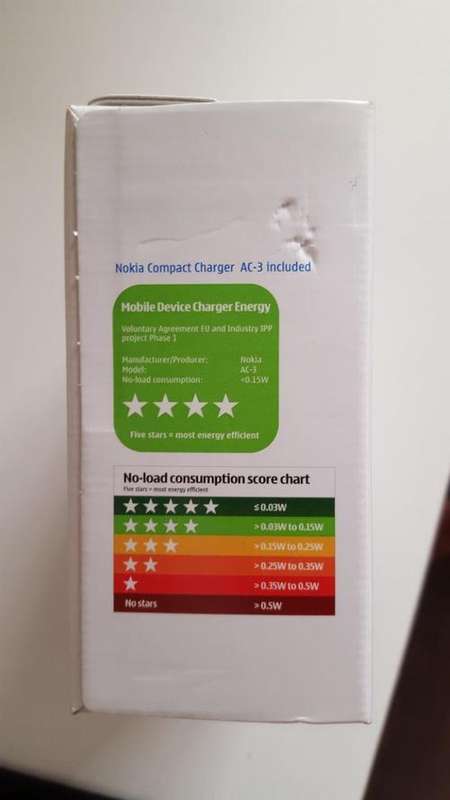 Nokia Compact Charger AC-3 included
Mobile Device Charger Energy
Voluntary Agreement EU and Industry IPP
project Phase 1
Manufacturer/Producer: Nokia
Model: AC-3
No-load consumption: <0.15W
Five stars = most energy efficient
No-load consumption score chart
Five stars = most energy efficient
≤ 0.03W
> 0.03W to 0.15W
> 0.15W to 0.25W
> 0.25W to 0.35W
> 0.35W to 0.5W
No stars > 0.5W